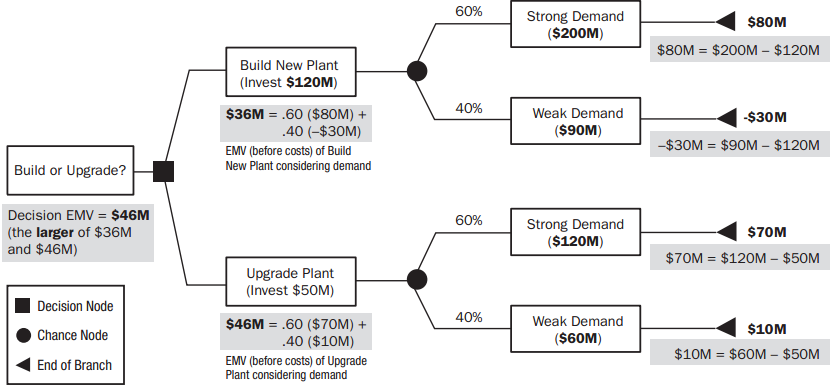 60%
Strong Demand
($200M)
$80M
$80M = $200M – $120M
Build New Plant
(Invest $120M)
$36M = .60 ($80M) +
.40 (–$30M)
EMV (before costs) of Build
New Plant considering demand
40%
Weak Demand
($90M)
-$30M
–$30M = $90M – $120M
Build or Upgrade?
Decision EMV = $46M
(the larger of $36M
and $46M)
60%
Strong Demand
($120M)
$70M
$70M = $120M – $50M
Upgrade Plant
(Invest $50M)
$46M = .60 ($70M) +
.40 ($10M)
EMV (before costs) of Upgrade
Plant considering demand
40%
Weak Demand
($60M)
$10M
$10M = $60M – $50M
Decision Node
Chance Node
End of Branch